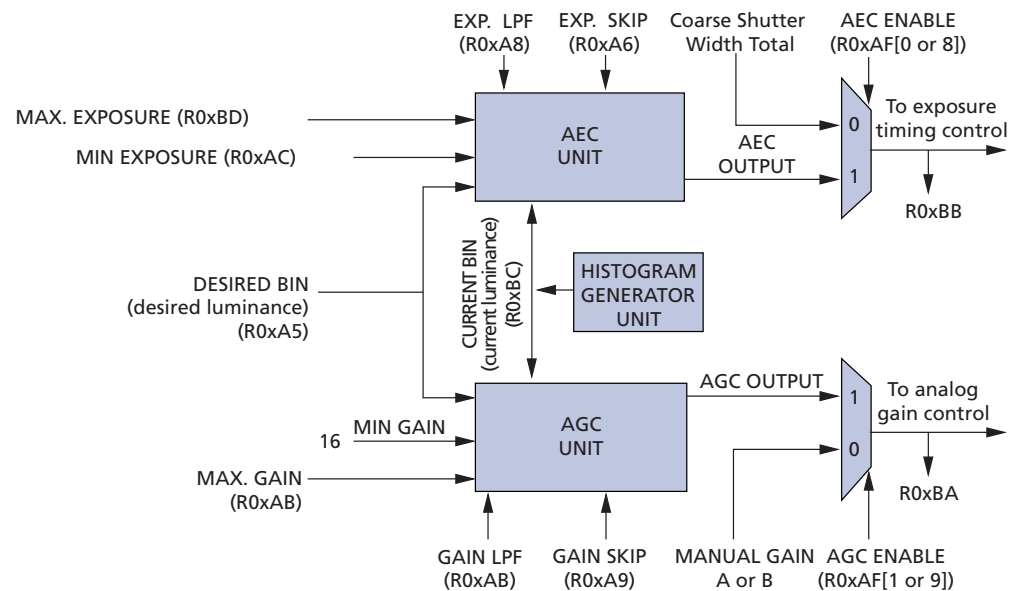 EXP. LPF
(R0xA8)
EXP. SKIP
(R0xA6)
Coarse Shutter
Width Total
AEC ENABLE
(R0xAF[0 or 8])
MAX. EXPOSURE (R0xBD)
MIN EXPOSURE (R0xAC)
AEC
UNIT
AEC
OUTPUT
0
1
To exposure
timing control
R0xBB
DESIRED BIN
(desired luminance)
(R0xA5)
CURRENT BIN
(current luminance)
(R0xBC)
HISTOGRAM
GENERATOR
UNIT
16
MIN GAIN
MAX. GAIN
(R0xAB)
AGC
UNIT
AGC OUTPUT
1
0
To analog
gain control
R0xBA
GAIN LPF
(R0xAB)
GAIN SKIP
(R0xA9)
MANUAL GAIN
A or B
AGC ENABLE
(R0xAF[1 or 9])